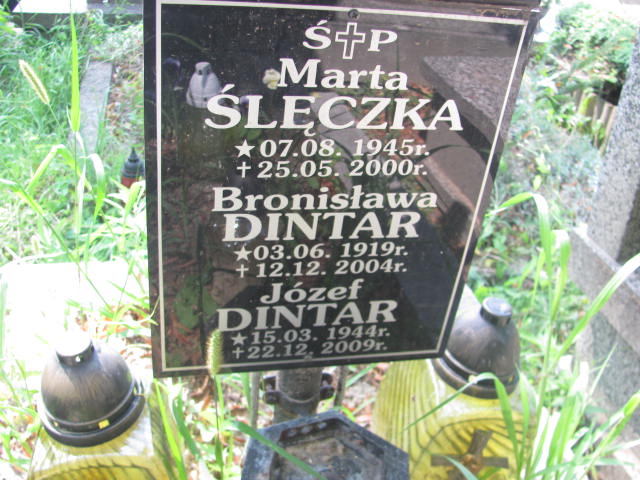 Ś✝P
Marta
ŚLĘCZKA
★07.08. 1945r.
✝25.05. 2000r.
Bronisława
DINTAR
★03.06. 1919r.
✝12.12. 2004r.
Józef
DINTAR
★15.03. 1944r.
✝22.12. 2009r.